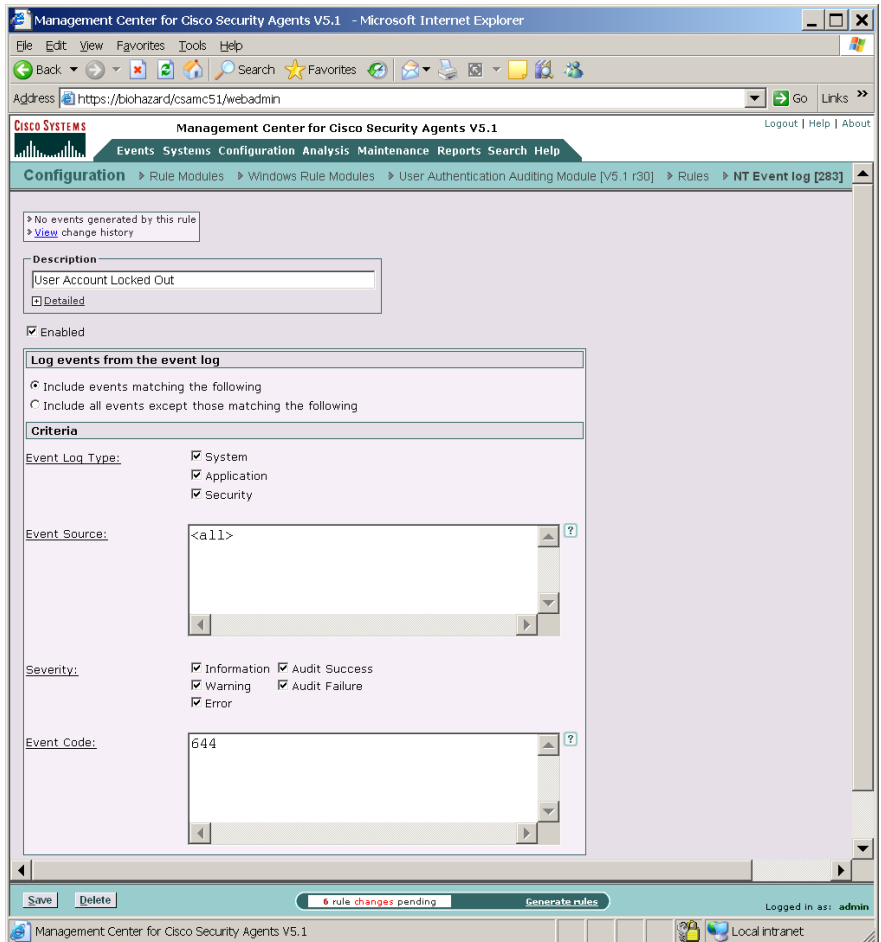 Management Center for Cisco Security Agents V5.1 - Microsoft Internet Explorer
File Edit View Favorites Tools Help
Back Search Favorites
Address https://biohazard/csamc51/webadmin Go Links »
CISCO SYSTEMS
Management Center for Cisco Security Agents V5.1
Logout | Help | About
Events Systems Configuration Analysis Maintenance Reports Search Help
Configuration Rule Modules Windows Rule Modules User Authentication Auditing Module [V5.1 r30] Rules NT Event log [283]
No events generated by this rule
View change history
Description
User Account Locked Out
+ Detailed
Enabled
Log events from the event log
Include events matching the following
Include all events except those matching the following
Criteria
Event Log Type:
System
Application
Security
Event Source:
<all>
?
Severity:
Information Audit Success
Warning Audit Failure
Error
Event Code:
644
?
Save Delete
6 rule changes pending
Generate rules
Logged in as: admin
Management Center for Cisco Security Agents V5.1
Local intranet